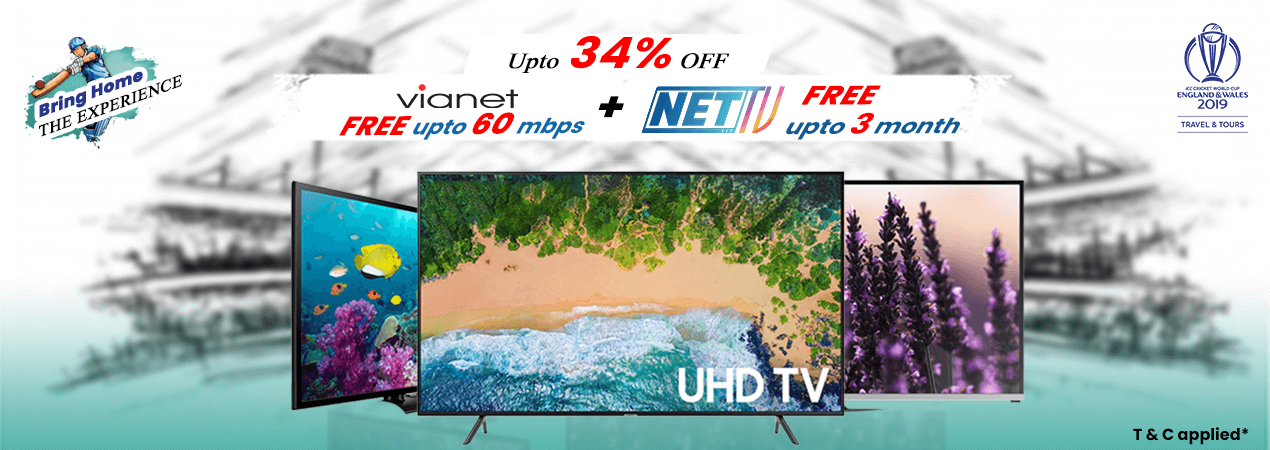 Bring Home
THE EXPERIENCE
Upto 34% OFF
vianet
FREE upto 60 mbps
+
NETTV
FREE
upto 3 month
ICC CRICKET WORLD CUP
ENGLAND & WALES
2019
TRAVEL & TOURS
UHD TV
T & C applied*